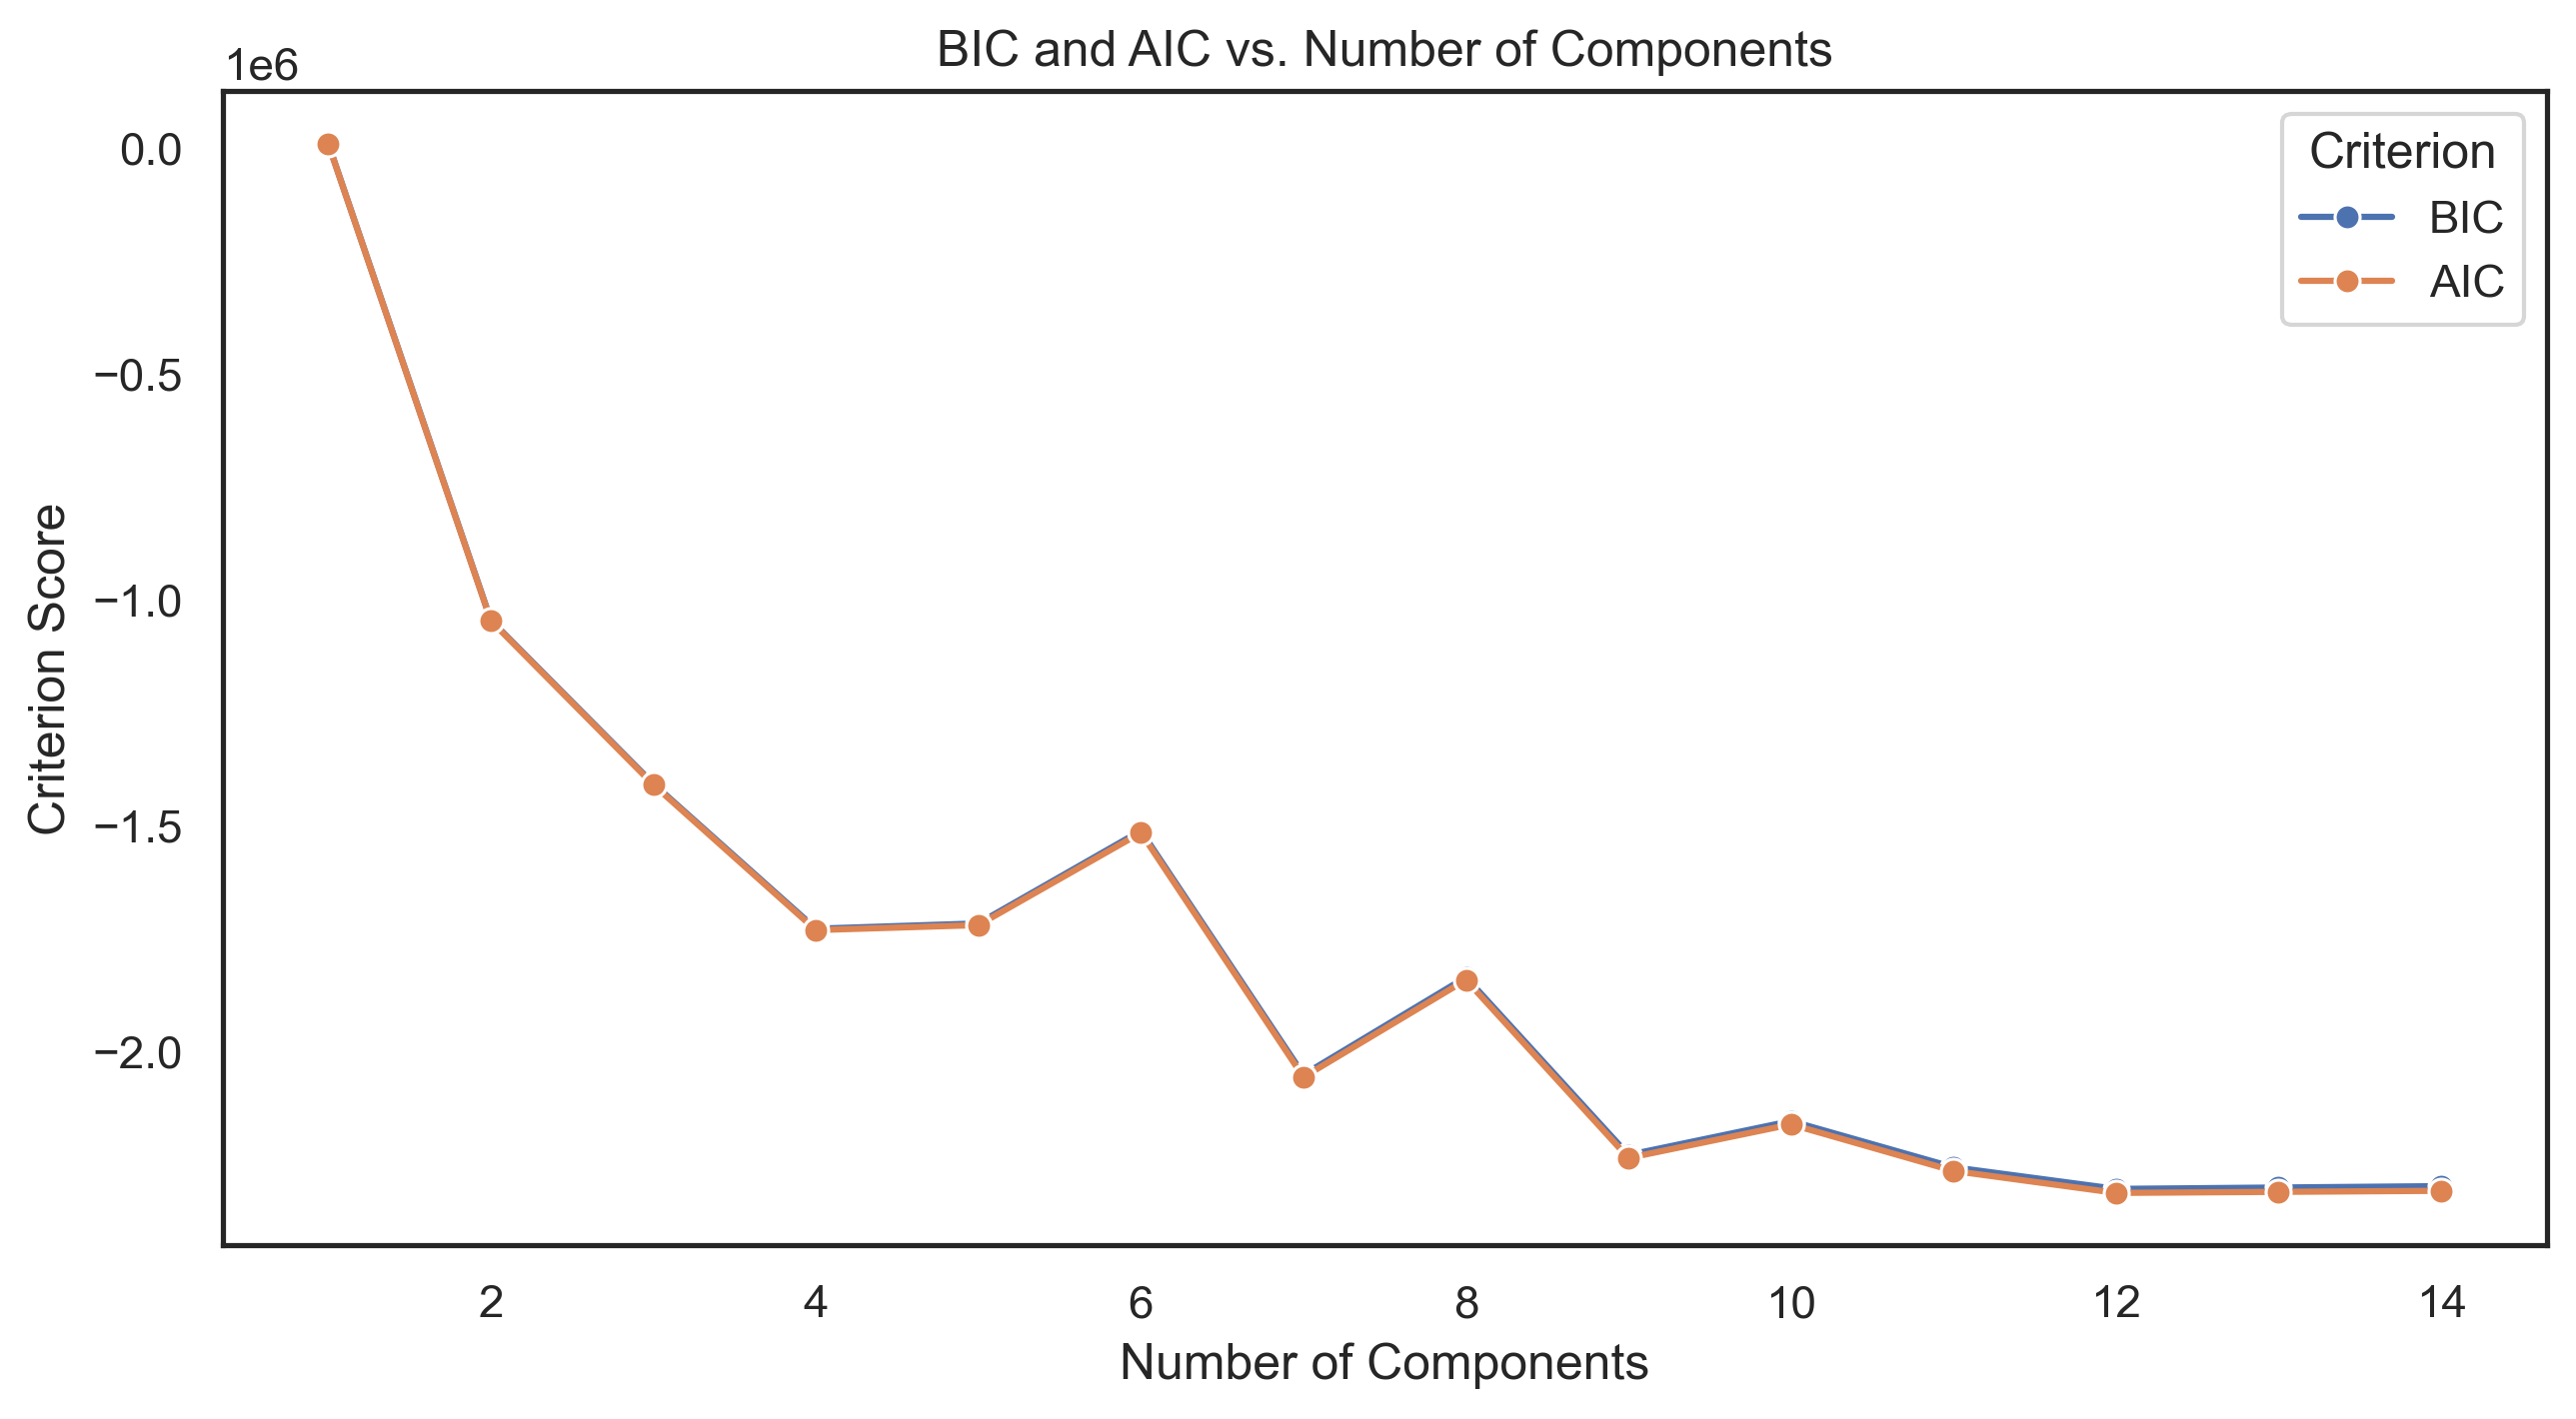 BIC and AIC vs. Number of Components
1e6
Criterion
BIC
AIC
0.0
−0.5
−1.0
−1.5
−2.0
Criterion Score
2 4 6 8 10 12 14
Number of Components